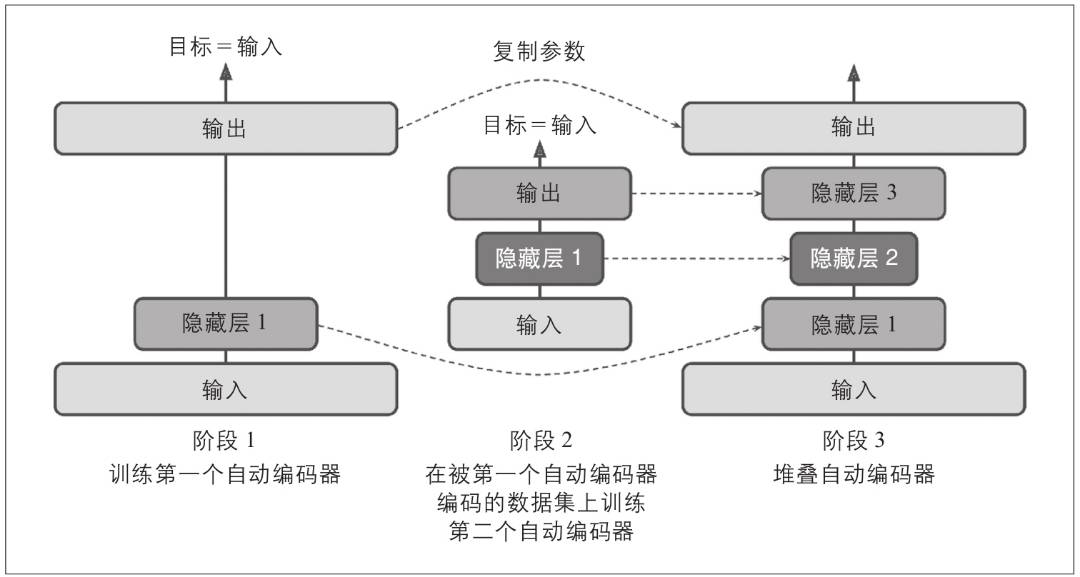 目标＝输入
输出
隐藏层 1
输入
阶段 1
训练第一个自动编码器
复制参数
目标＝输入
输出
隐藏层 1
输入
阶段 2
在被第一个自动编码器
编码的数据集上训练
第二个自动编码器
输出
隐藏层 3
隐藏层 2
隐藏层 1
输入
阶段 3
堆叠自动编码器